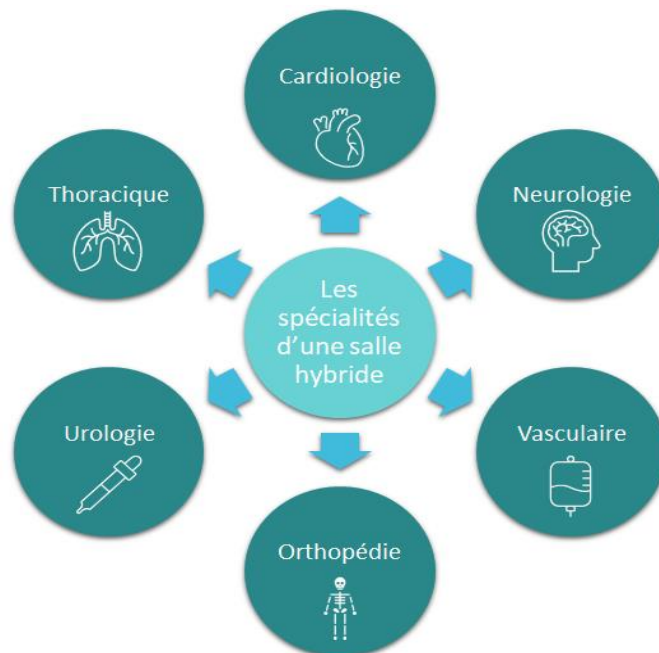 Cardiologie
Thoracique
Neurologie
Les
spécialités
d’une salle
hybride
Urologie
Vasculaire
Orthopédie